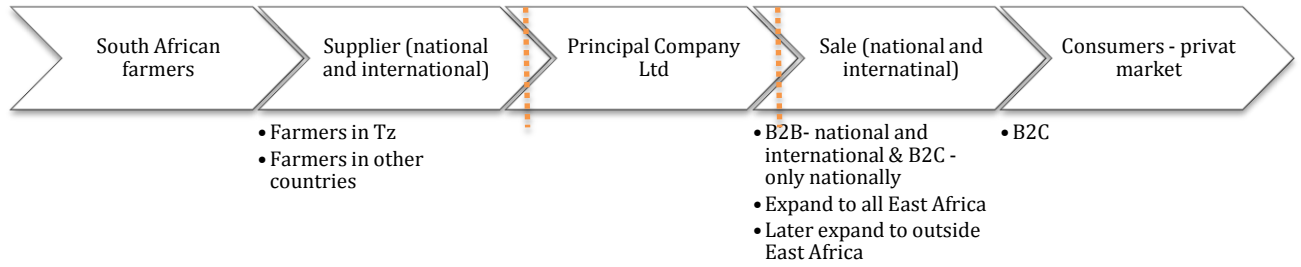 South African
farmers
Supplier (national
and international)
Principal Company
Ltd
Sale (national and
internatinal)
Consumers - privat
market
• Farmers in Tz
• Farmers in other
countries
• B2B- national and
international & B2C -
only nationally
• Expand to all East Africa
• Later expand to outside
East Africa
• B2C